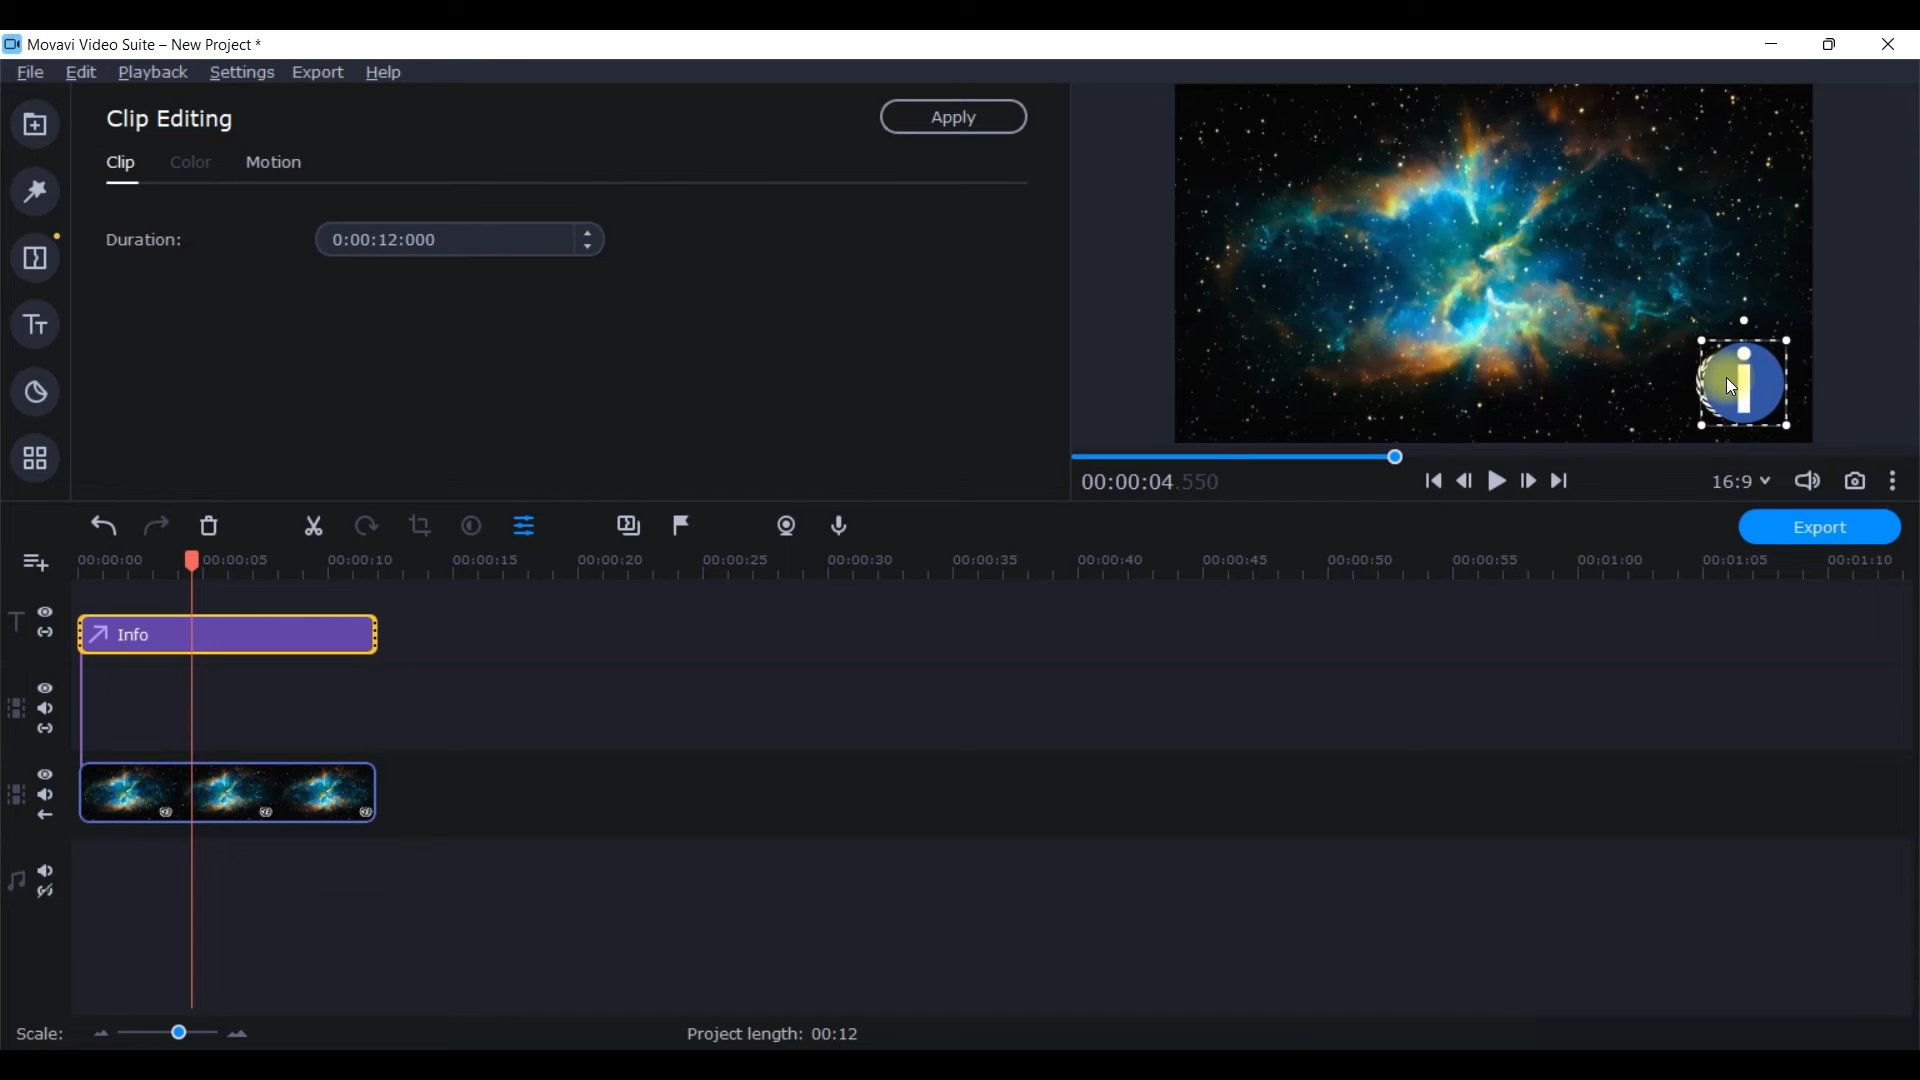 Movavi Video Suite – New Project *
File Edit Playback Settings Export Help
Clip Editing
Apply
Clip Color Motion
Duration: 0:00:12:000
i
00:00:04.550
16:9
Export
00:00:00 00:00:05 00:00:10 00:00:15 00:00:20 00:00:25 00:00:30 00:00:35 00:00:40 00:00:45 00:00:50 00:00:55 00:01:00 00:01:05 00:01:10
Info
Scale:
Project length: 00:12